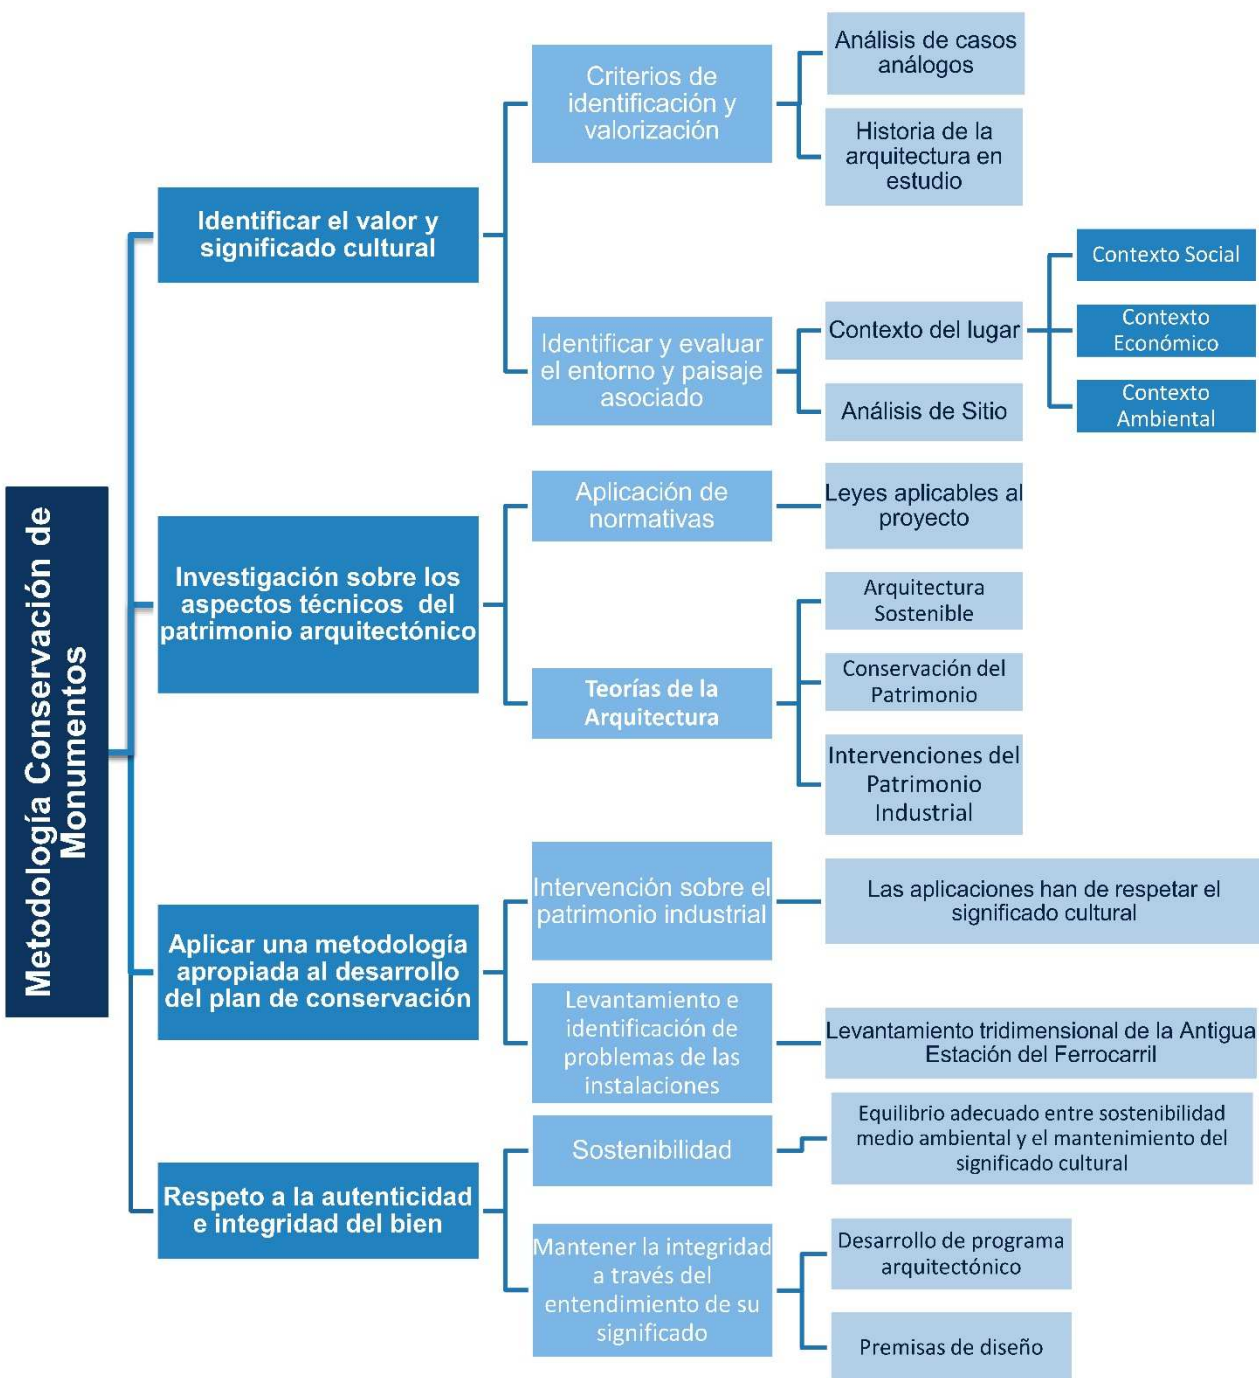 Metodología Conservación de
Monumentos
Identificar el valor y
significado cultural
Criterios de
identificación y
valorización
Análisis de casos
análogos
Historia de la
arquitectura en
estudio
Identificar y evaluar
el entorno y paisaje
asociado
Contexto del lugar
Contexto Social
Contexto
Económico
Contexto
Ambiental
Análisis de Sitio
Investigación sobre los
aspectos técnicos del
patrimonio arquitectónico
Aplicación de
normativas
Leyes aplicables al
proyecto
Teorías de la
Arquitectura
Arquitectura
Sostenible
Conservación del
Patrimonio
Intervenciones del
Patrimonio
Industrial
Aplicar una metodología
apropiada al desarrollo
del plan de conservación
Intervención sobre el
patrimonio industrial
Las aplicaciones han de respetar el
significado cultural
Levantamiento e
identificación de
problemas de las
instalaciones
Levantamiento tridimensional de la Antigua
Estación del Ferrocarril
Respeto a la autenticidad
e integridad del bien
Sostenibilidad
Equilibrio adecuado entre sostenibilidad
medio ambiental y el mantenimiento del
significado cultural
Mantener la integridad
a través del
entendimiento de su
significado
Desarrollo de programa
arquitectónico
Premisas de diseño